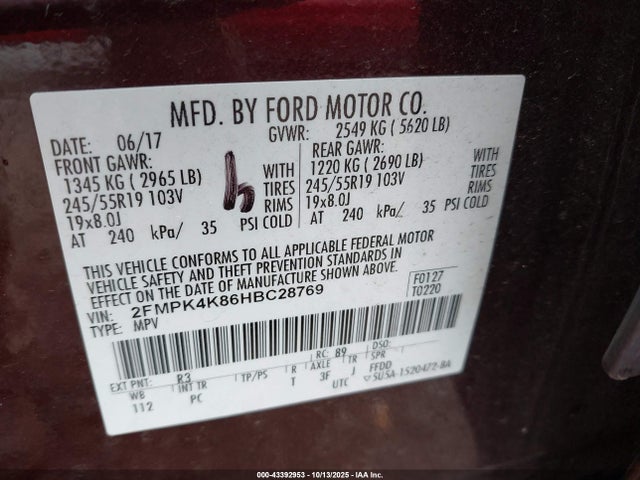 MFD. BY FORD MOTOR CO.
DATE: 06/17 GVWR: 2549 KG ( 5620 LB)
FRONT GAWR: REAR GAWR:
1345 KG ( 2965 LB) WITH 1220 KG ( 2690 LB) WITH
245/55R19 103V TIRES 245/55R19 103V TIRES
19x8.0J RIMS 19x8.0J RIMS
AT 240 kPa/ 35 PSI COLD AT 240 kPa/ 35 PSI COLD
THIS VEHICLE CONFORMS TO ALL APPLICABLE FEDERAL MOTOR
VEHICLE SAFETY AND THEFT PREVENTION STANDARDS IN
EFFECT ON THE DATE OF MANUFACTURE SHOWN ABOVE.
VIN: 2FMPK4K86HBC28769 F0127
TYPE: MPV T0220
EXT PNT: R3 RC: B9 DSO:
WB INT TR TP/PS R AXLE TR SPR
112 PC T 3F J FFDD
UTC 5U5A-1520472-BA
000-43392953 | 10/13/2025 | IAA Inc.